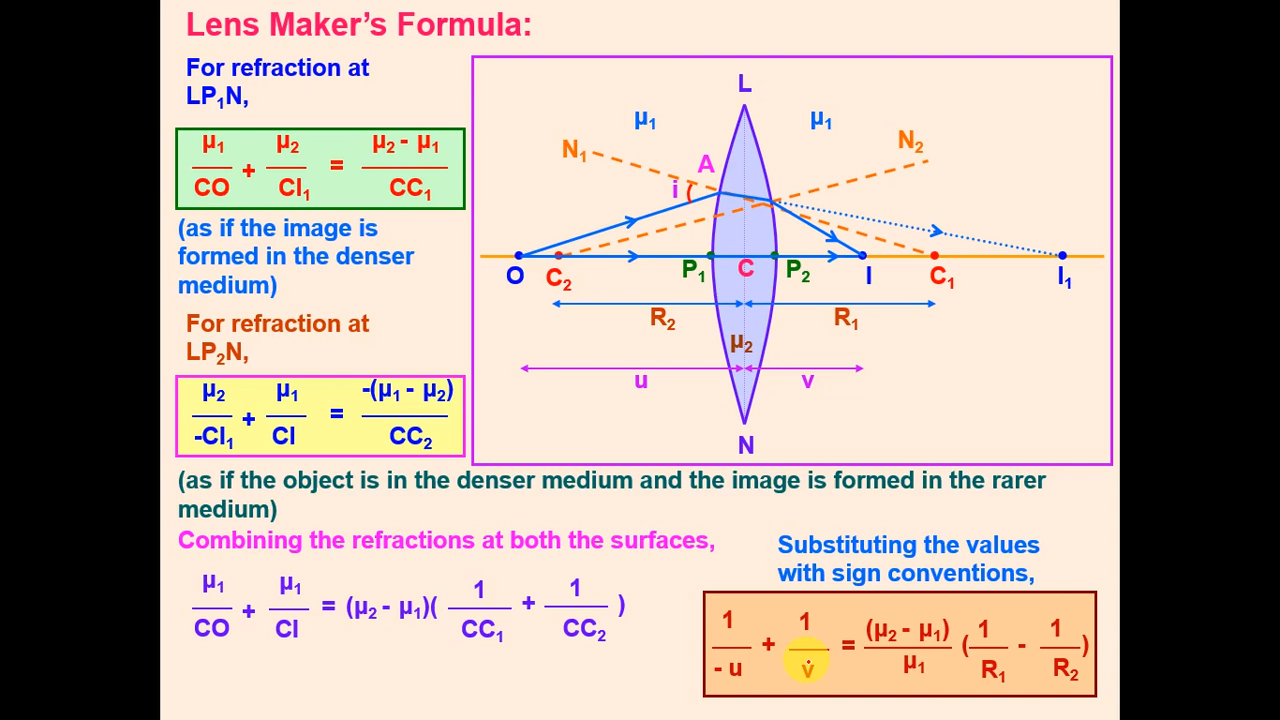 Lens Maker’s Formula:
For refraction at
LP₁N,
μ₁/CO + μ₂/CI₁ = μ₂ - μ₁/CC₁
(as if the image is
formed in the denser
medium)
For refraction at
LP₂N,
μ₂/-CI₁ + μ₁/CI = -(μ₁ - μ₂)/CC₂
L
μ₁ μ₁
N₁ A N₂
i
O C₂ P₁ C P₂ I C₁ I₁
R₂ R₁
μ₂
u v
N
(as if the object is in the denser medium and the image is formed in the rarer
medium)
Combining the refractions at both the surfaces,
μ₁/CO + μ₁/CI = (μ₂ - μ₁)( 1/CC₁ + 1/CC₂ )
Substituting the values
with sign conventions,
1/- u + 1/v = (μ₂ - μ₁)/μ₁ (1/R₁ - 1/R₂)